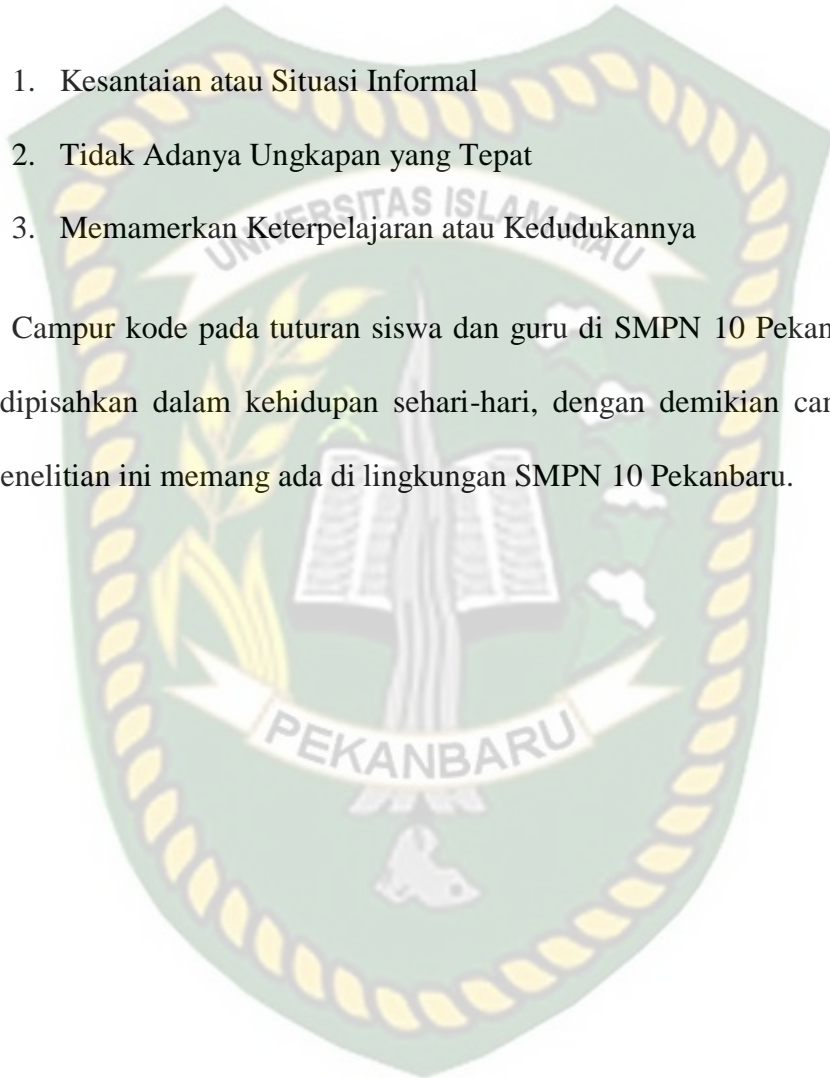 1. Kesantaian atau Situasi Informal
2. Tidak Adanya Ungkapan yang Tepat
3. Memamerkan Keterpelajaran atau Kedudukannya
UNIVERSITAS ISLAM RIAU
Campur kode pada tuturan siswa dan guru di SMPN 10 Pekan
dipisahkan dalam kehidupan sehari-hari, dengan demikian
enelitian ini memang ada di lingkungan SMPN 10 Pekanbaru.
PEKANBARU